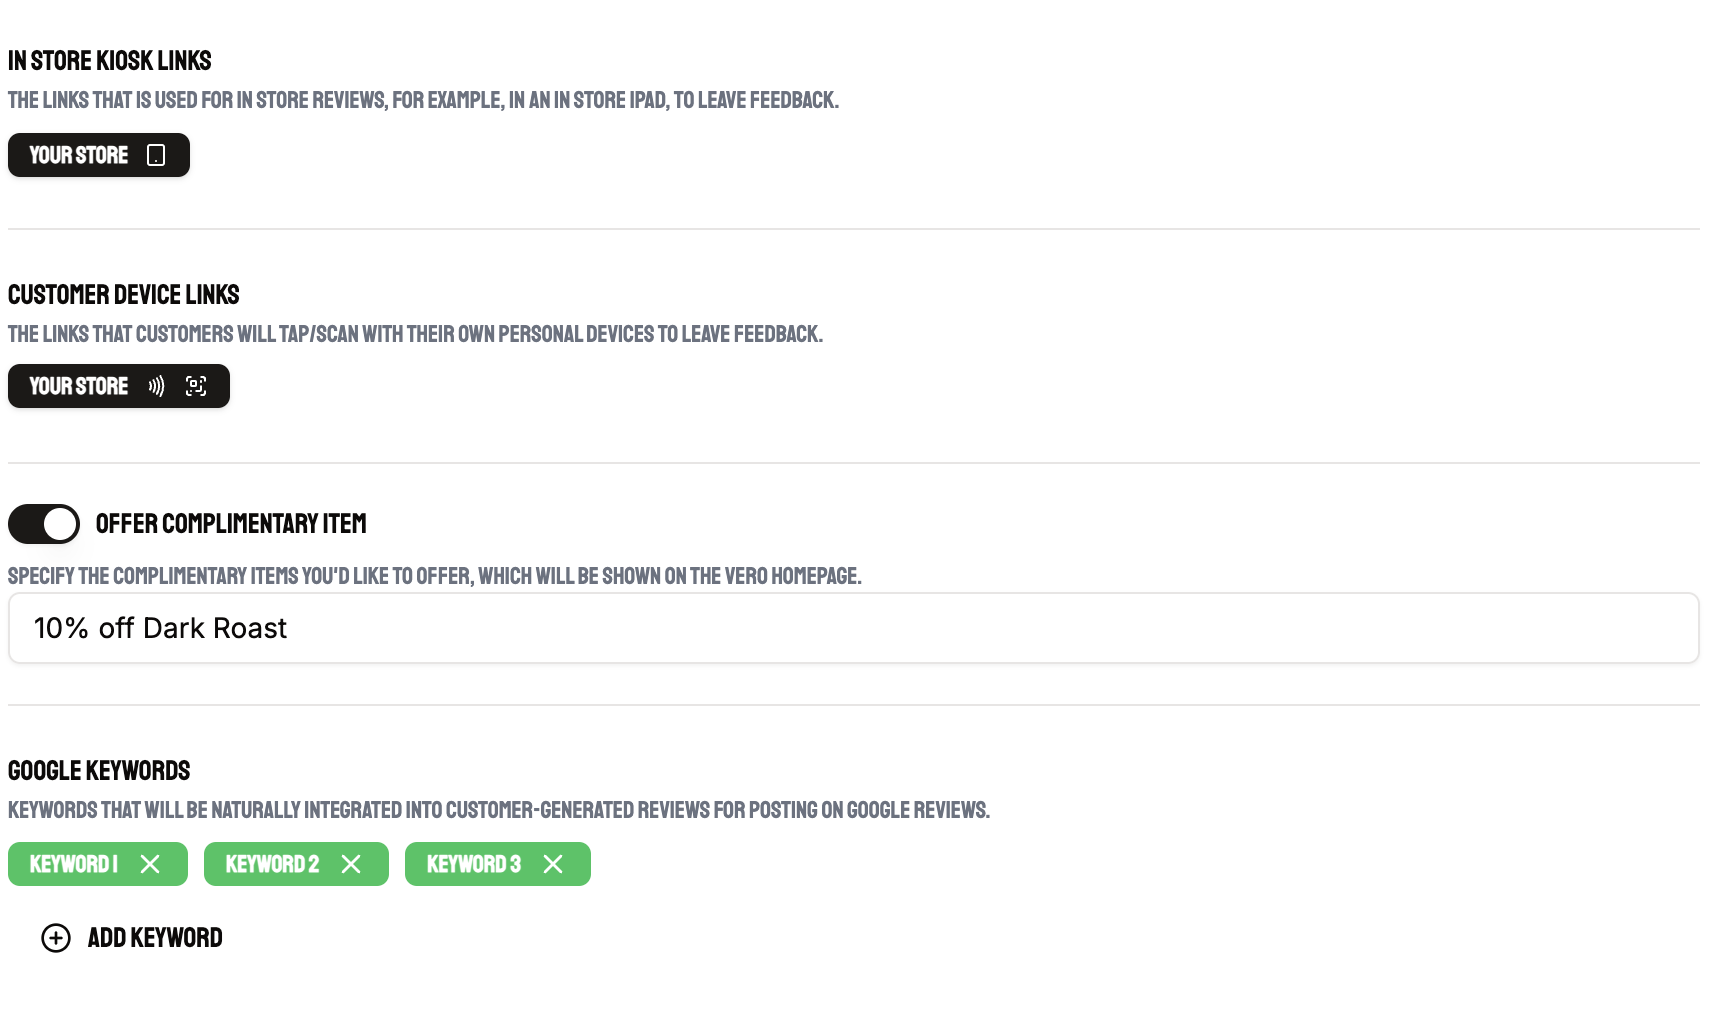 IN STORE KIOSK LINKS
THE LINKS THAT IS USED FOR IN STORE REVIEWS, FOR EXAMPLE, IN AN IN STORE IPAD, TO LEAVE FEEDBACK.
YOUR STORE
CUSTOMER DEVICE LINKS
THE LINKS THAT CUSTOMERS WILL TAP/SCAN WITH THEIR OWN PERSONAL DEVICES TO LEAVE FEEDBACK.
YOUR STORE
OFFER COMPLIMENTARY ITEM
SPECIFY THE COMPLIMENTARY ITEMS YOU'D LIKE TO OFFER, WHICH WILL BE SHOWN ON THE VERO HOMEPAGE.
10% off Dark Roast
GOOGLE KEYWORDS
KEYWORDS THAT WILL BE NATURALLY INTEGRATED INTO CUSTOMER-GENERATED REVIEWS FOR POSTING ON GOOGLE REVIEWS.
KEYWORD 1 KEYWORD 2 KEYWORD 3
ADD KEYWORD